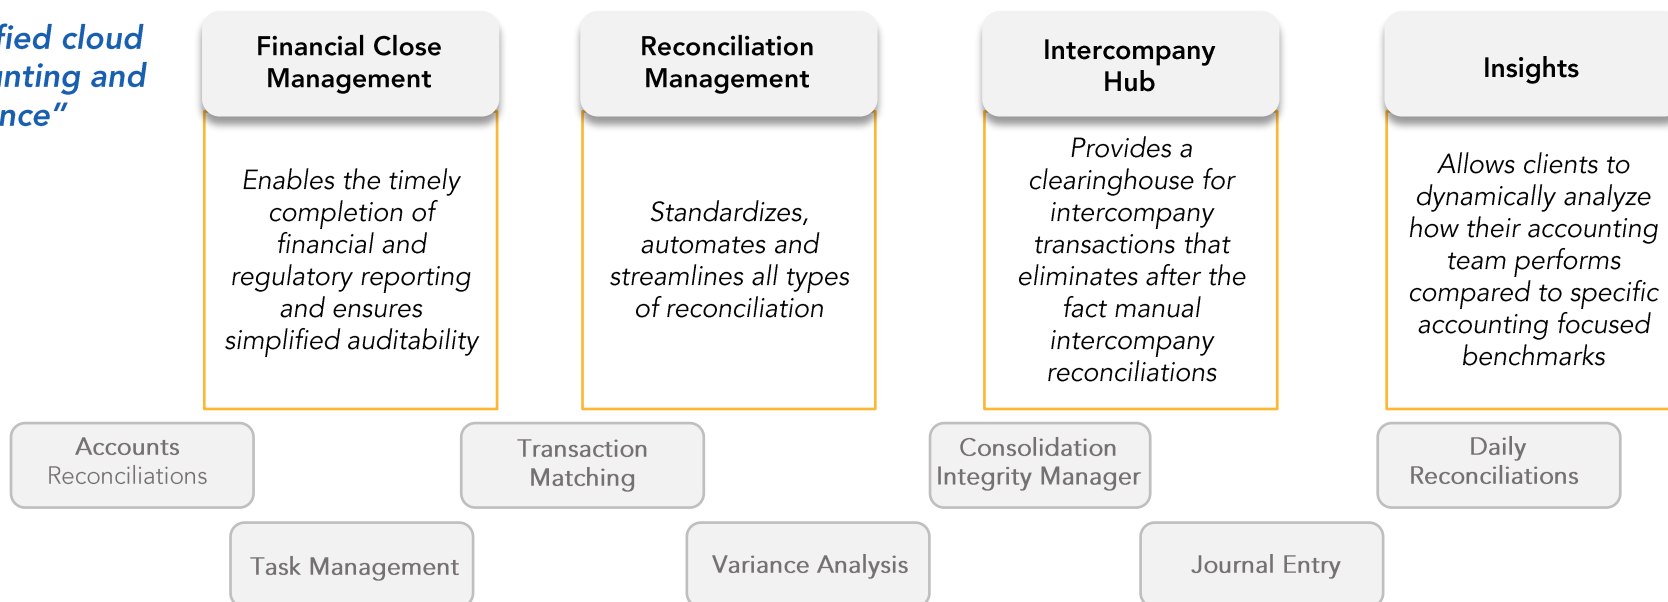 fied cloud
unting and
nce”
Financial Close
Management
Enables the timely
completion of
financial and
regulatory reporting
and ensures
simplified auditability
Reconciliation
Management
Standardizes,
automates and
streamlines all types
of reconciliation
Intercompany
Hub
Provides a
clearinghouse for
intercompany
transactions that
eliminates after the
fact manual
intercompany
reconciliations
Insights
Allows clients to
dynamically analyze
how their accounting
team performs
compared to specific
accounting focused
benchmarks
Accounts
Reconciliations
Transaction
Matching
Consolidation
Integrity Manager
Daily
Reconciliations
Task Management
Variance Analysis
Journal Entry